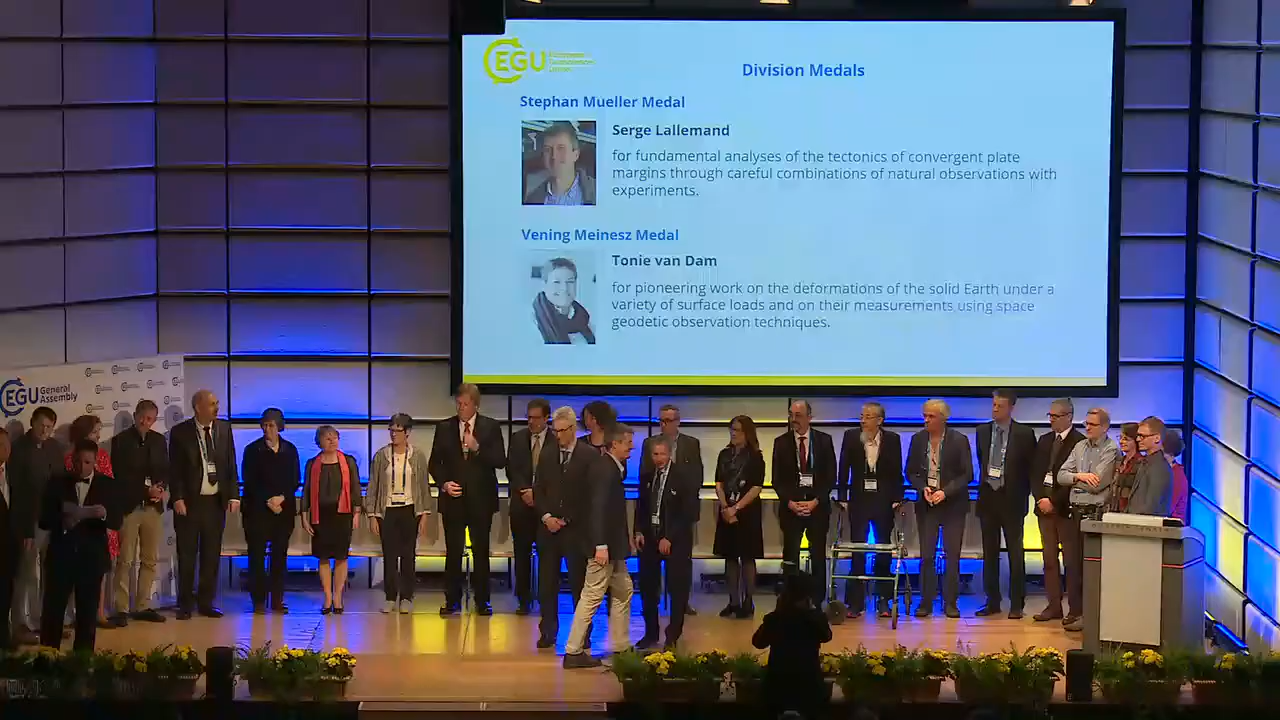 EGU
Division Medals
Stephan Mueller Medal
Serge Lallemand
for fundamental analyses of the tectonics of convergent plate
margins through careful combinations of natural observations with
experiments.
Vening Meinesz Medal
Tonie van Dam
for pioneering work on the deformations of the solid Earth under a
variety of surface loads and on their measurements using space
geodetic observation techniques.
EGU General
Assembly